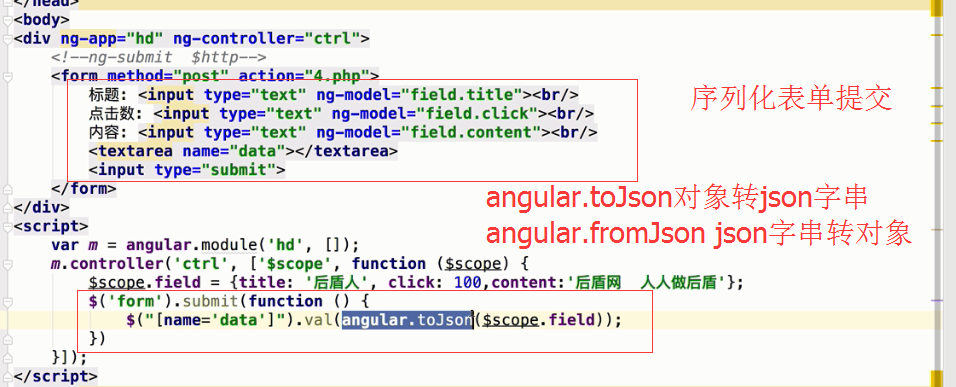 </head>
<body>
<div ng-app="hd" ng-controller="ctrl">
<!--ng-submit  $http-->
<form method="post" action="4.php">
标题: <input type="text" ng-model="field.title"><br/>
序列化表单提交
点击数: <input type="text" ng-model="field.click"><br/>
内容: <input type="text" ng-model="field.content"><br/>
<textarea name="data"></textarea>
<input type="submit">
</form>
angular.toJson对象转json字串
</div>
angular.fromJson json字串转对象
<script>
var m = angular.module('hd', []);
m.controller('ctrl', ['$scope', function ($scope) {
$scope.field = {title: '后盾人', click: 100,content:'后盾网  人人做后盾'};
$('form').submit(function () {
$("[name='data']").val(angular.toJson($scope.field));
})
}]);
</script>